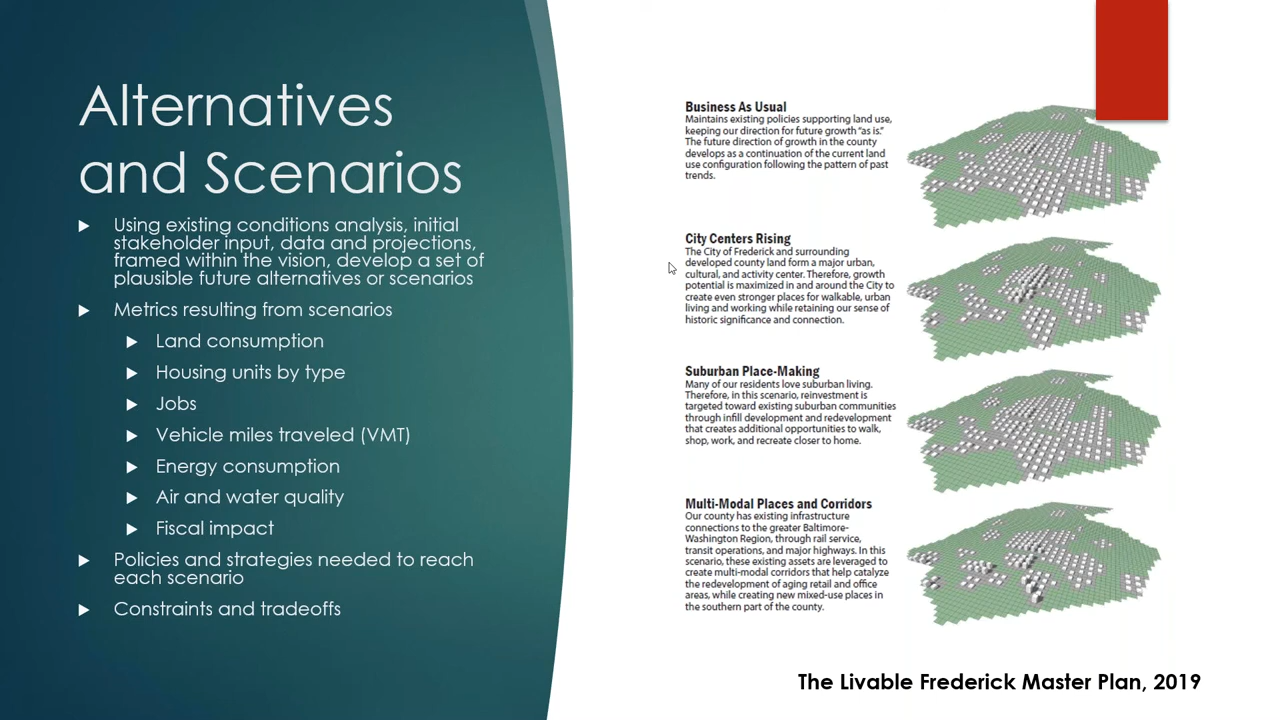 Alternatives
and Scenarios
Using existing conditions analysis, initial
stakeholder input, data and projections,
framed within the vision, develop a set of
plausible future alternatives or scenarios
Metrics resulting from scenarios
Land consumption
Housing units by type
Jobs
Vehicle miles traveled (VMT)
Energy consumption
Air and water quality
Fiscal impact
Policies and strategies needed to reach
each scenario
Constraints and tradeoffs
Business As Usual
Maintains existing policies supporting land use,
keeping our direction for future growth “as is.”
The future direction of growth in the county
develops as a continuation of the current land
use configuration following the pattern of past
trends.
City Centers Rising
The City of Frederick and surrounding
developed county land form a major urban,
cultural, and activity center. Therefore, growth
potential is maximized in and around the City to
create even stronger places for walkable, urban
living and working while retaining our sense of
historic significance and connection.
Suburban Place-Making
Many of our residents love suburban living.
Therefore, in this scenario, reinvestment is
targeted toward existing suburban communities
through infill development and redevelopment
that creates additional opportunities to walk,
shop, work, and recreate closer to home.
Multi-Modal Places and Corridors
Our county has existing infrastructure
connections to the greater Baltimore-
Washington Region, through rail service,
transit operations, and major highways. In this
scenario, these existing assets are leveraged to
create multi-modal corridors that help catalyze
the redevelopment of aging retail and office
areas, while creating new mixed-use places in
the southern part of the county.
The Livable Frederick Master Plan, 2019